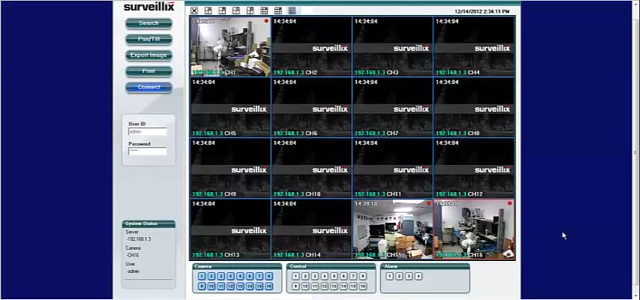 surveillix
12/14/2012 2:34:11 PM
Search
Pan/Tilt
Export Image
Print
Connect
User ID
admin
Password
System Status
Server
-192.168.1.3
Camera
-CH16
User
-admin
CH1
14:34:04
surveillix
192.168.1.3 CH2
14:34:04
surveillix
192.168.1.3 CH3
14:34:04
surveillix
192.168.1.3 CH4
14:34:04
surveillix
192.168.1.3 CH5
14:34:04
surveillix
192.168.1.3 CH6
14:34:04
surveillix
192.168.1.3 CH7
14:34:04
surveillix
192.168.1.3 CH8
14:34:04
surveillix
192.168.1.3 CH9
14:34:04
surveillix
192.168.1.3 CH10
14:34:04
surveillix
192.168.1.3 CH11
14:34:04
surveillix
192.168.1.3 CH12
14:34:04
surveillix
192.168.1.3 CH13
14:34:04
surveillix
192.168.1.3 CH14
192.168.1.3 CH15
192.168.1.3 CH16
Camera
1 2 3 4 5 6 7 8
9 10 11 12 13 14 15 16
Control
1 2 3 4 5 6 7 8
9 10 11 12 13 14 15 16
Alarm
1 2 3 4